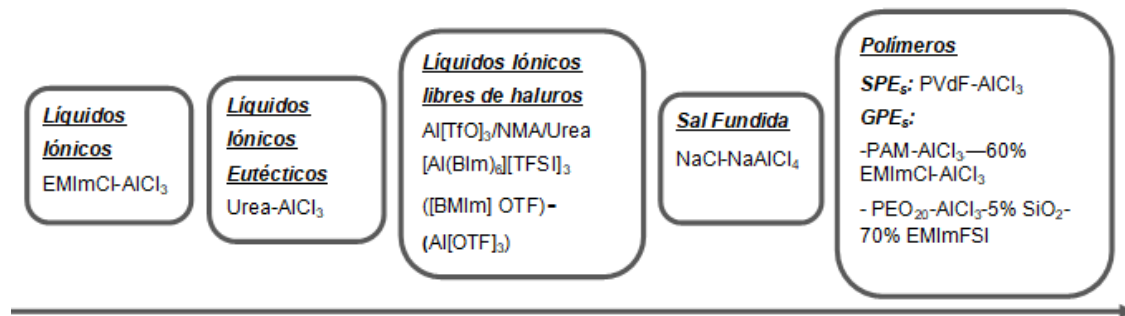 Líquidos
Iónicos
EMImCl-AlCl₃
Líquidos
Iónicos
Eutécticos
Urea-AlCl₃
Líquidos Iónicos
libres de haluros
Al[TfO]₃/NMA/Urea
[Al(BIm)₆][TFSI]₃
([BMIm] OTF)-
(Al[OTF]₃)
Sal Fundida
NaCl-NaAlCl₄
Polímeros
SPEₛ: PVdF-AlCl₃
GPEₛ:
-PAM-AlCl₃—60%
EMImCl-AlCl₃
- PEO₂₀-AlCl₃-5% SiO₂-
70% EMImFSI